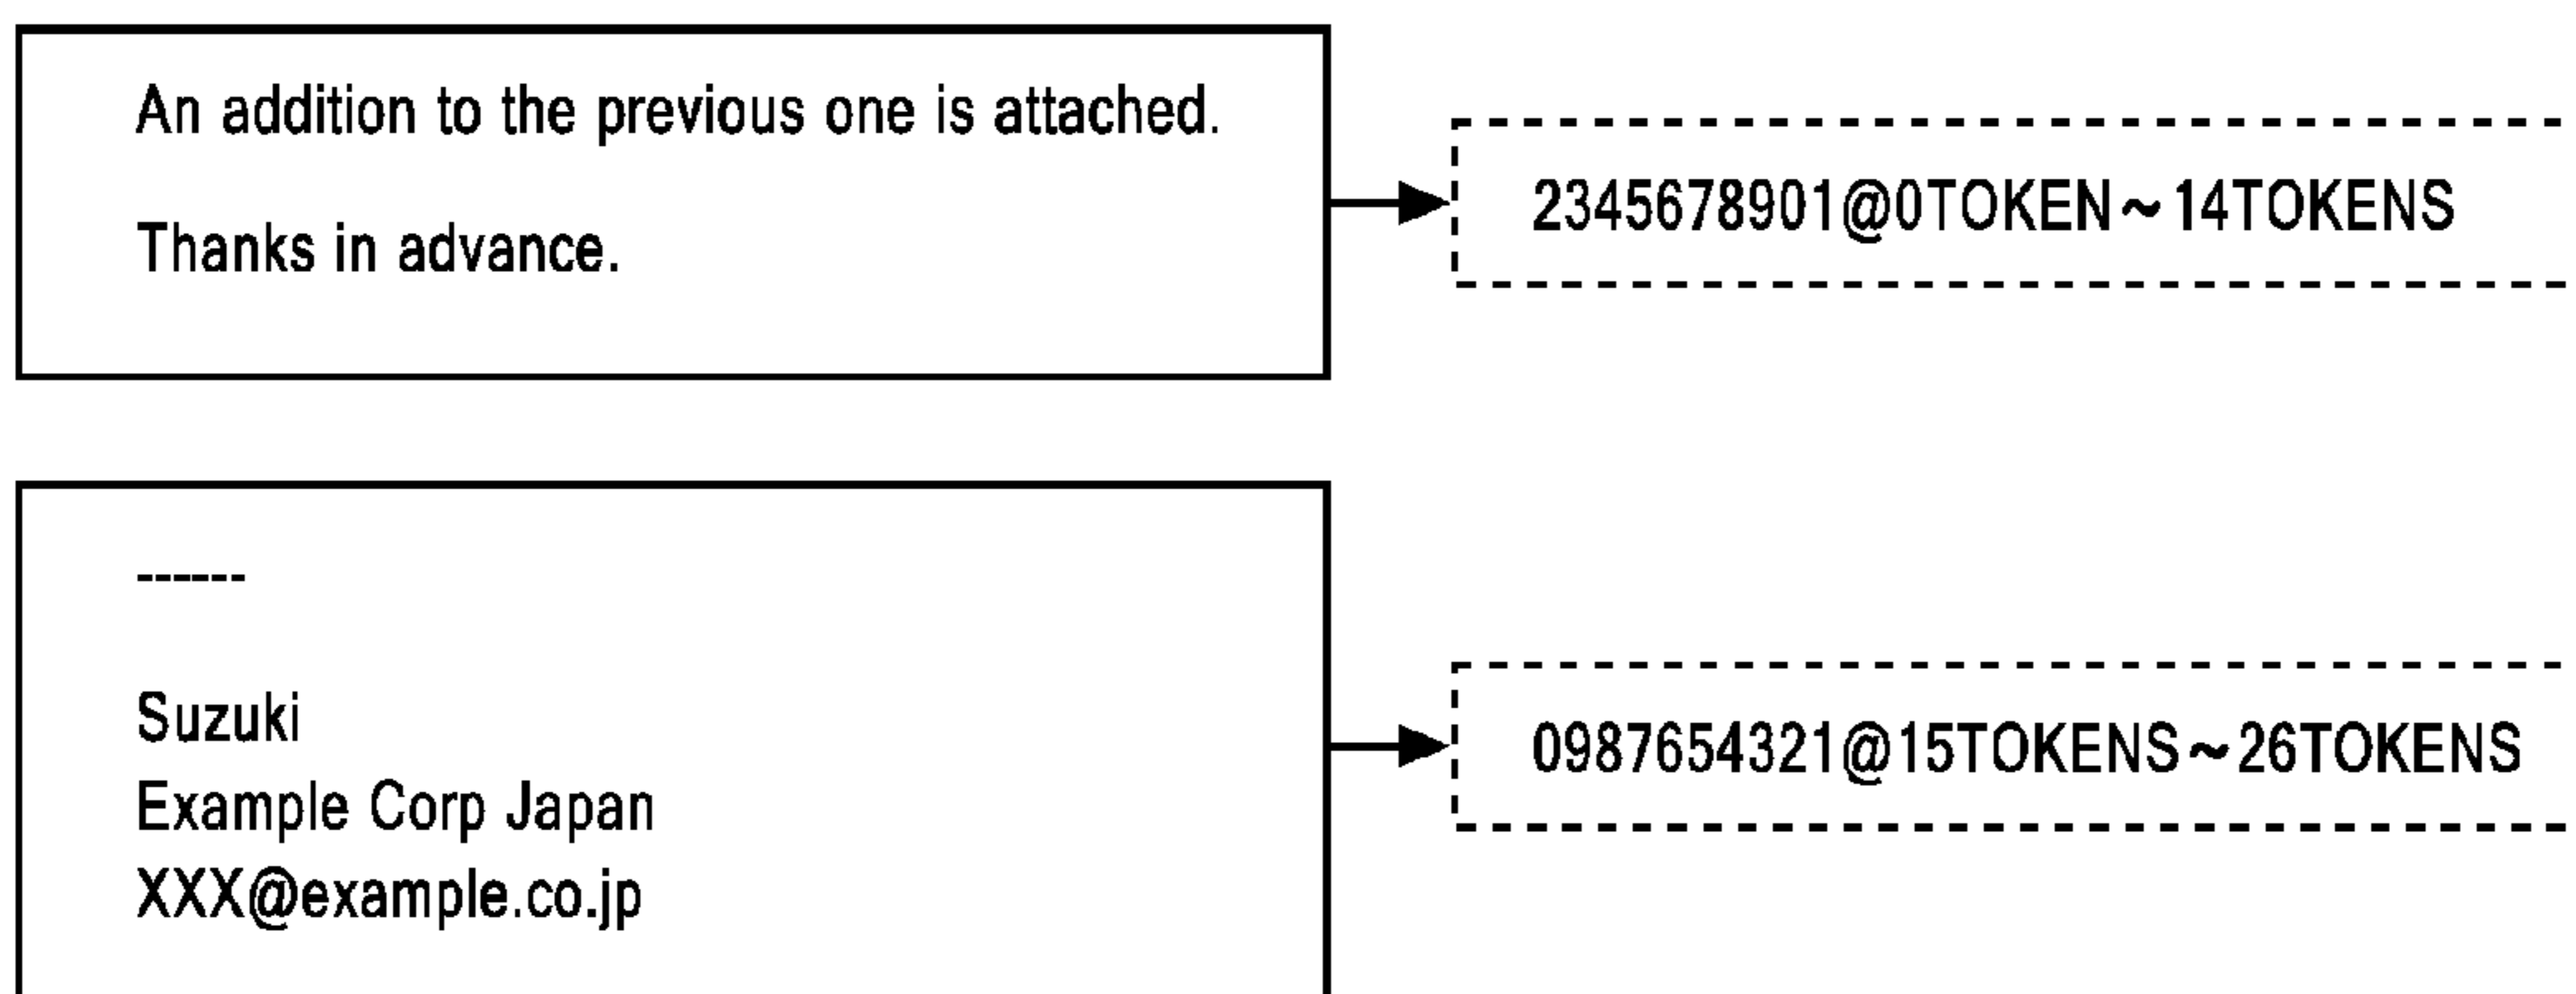 An addition to the previous one is attached.
Thanks in advance.
2345678901@0TOKEN~14TOKENS
------
Suzuki
Example Corp Japan
XXX@example.co.jp
0987654321@15TOKENS~26TOKENS